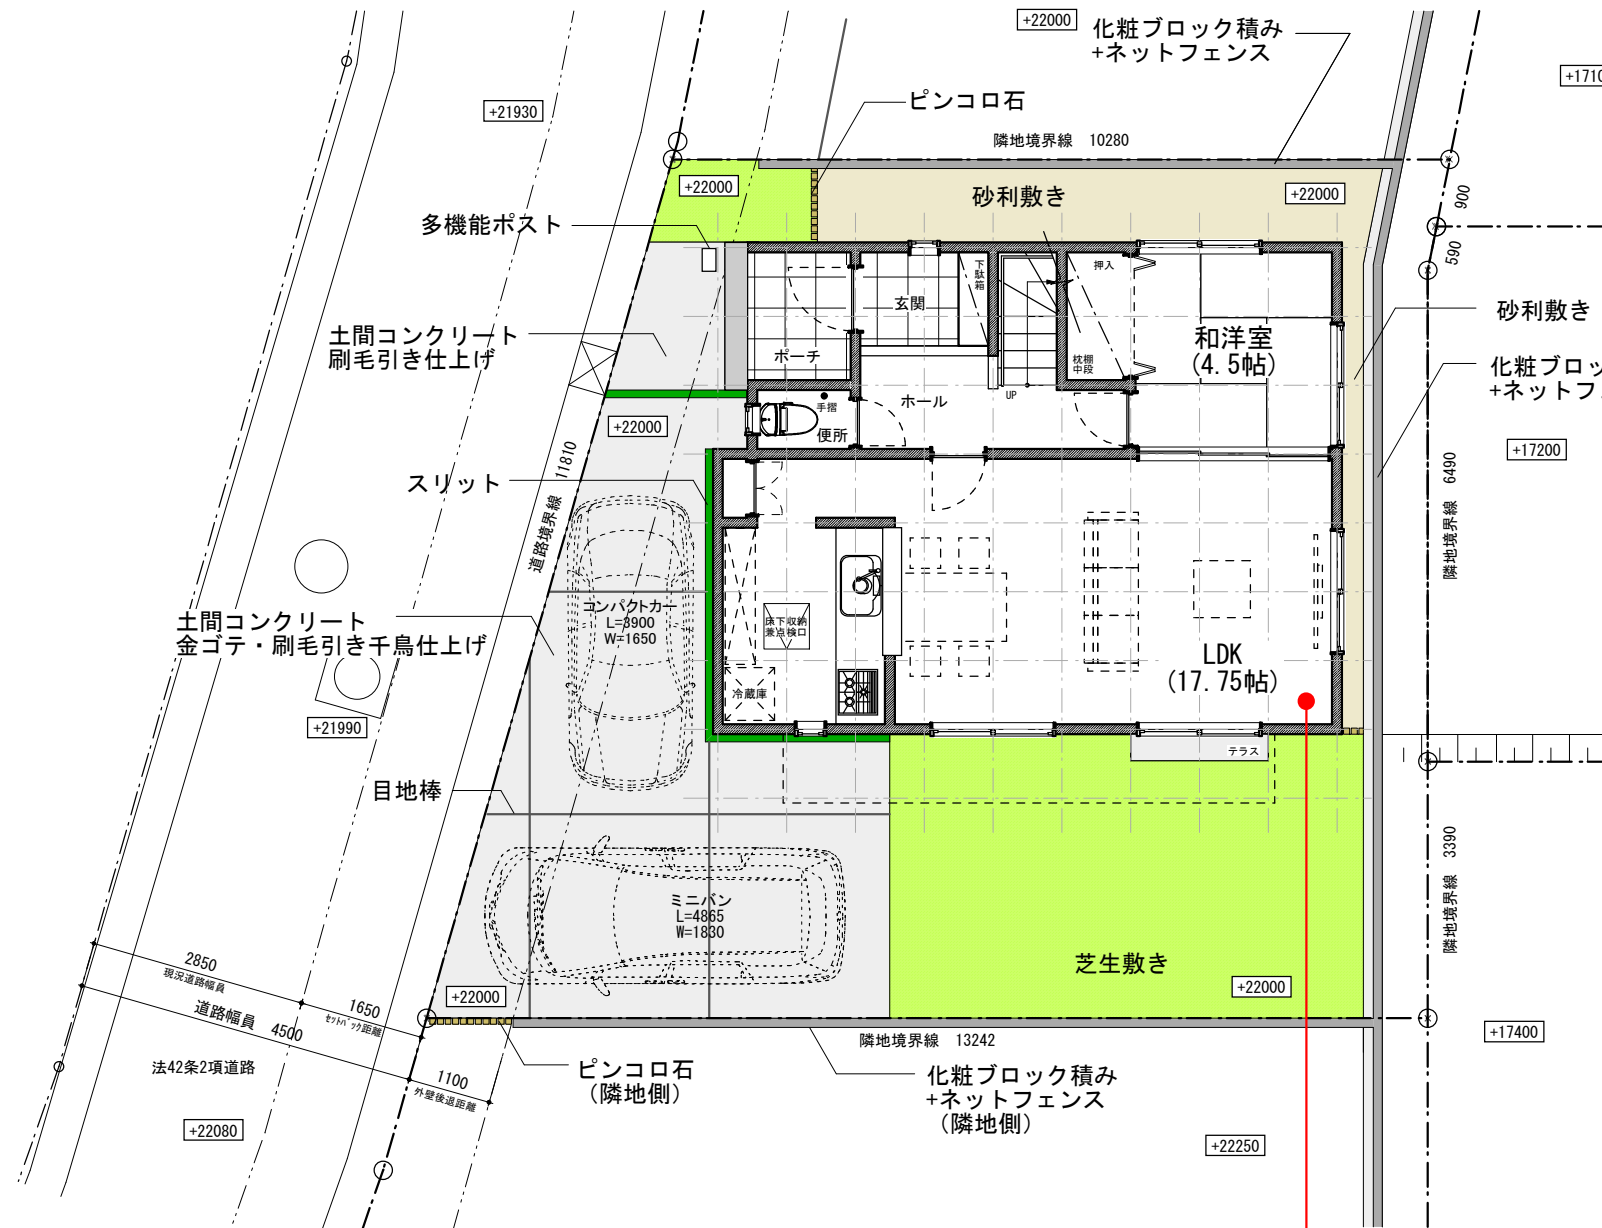 +22000
化粧ブロック積み
+ネットフェンス
+21930
ピンコロ石
隣地境界線 10280
+22000
砂利敷き
+22000
900
590
多機能ポスト
土間コンクリート
刷毛引き仕上げ
ポーチ
玄関
下駄箱
押入
枕棚
中段
和洋室
(4.5帖)
砂利敷き
UP
ホール
手摺
便所
+22000
+17200
スリット
道路境界線 11810
隣地境界線 6490
コンパクトカー
L=3900
W=1650
床下収納
兼点検口
土間コンクリート
金ゴテ・刷毛引き千鳥仕上げ
冷蔵庫
LDK
(17.75帖)
+21990
テラス
目地棒
ミニバン
L=4865
W=1830
隣地境界線 3390
芝生敷き
+22000
+22000
2850
現況道路幅員
1650
ｾｯﾄﾊﾞｯｸ距離
道路幅員 4500
1100
外壁後退距離
法42条2項道路
+22080
隣地境界線 13242
+17400
ピンコロ石
(隣地側)
化粧ブロック積み
+ネットフェンス
(隣地側)
+22250